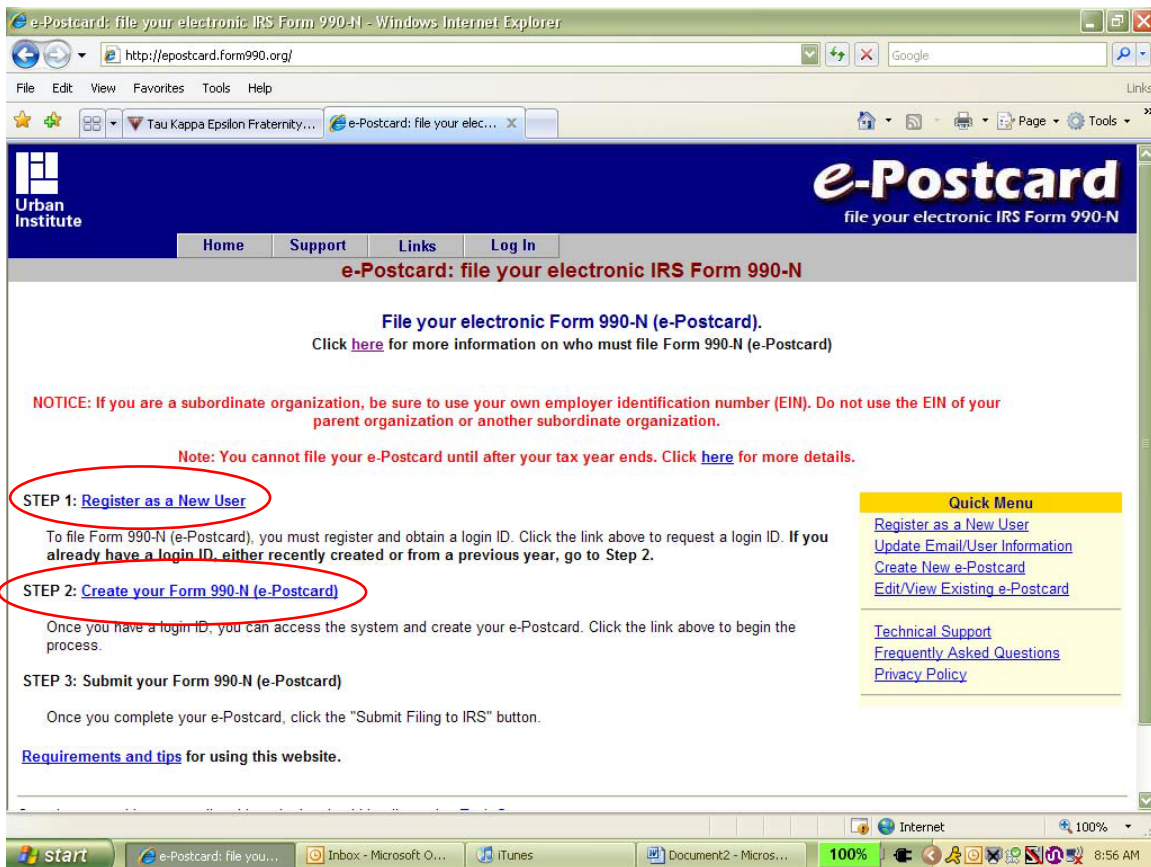 e-Postcard: file your electronic IRS Form 990-N - Windows Internet Explorer
http://epostcard.form990.org/
Google
File Edit View Favorites Tools Help
Links
Tau Kappa Epsilon Fraternity... e-Postcard: file your elec... Page Tools
Urban
Institute
e-Postcard
file your electronic IRS Form 990-N
Home Support Links Log In
e-Postcard: file your electronic IRS Form 990-N
File your electronic Form 990-N (e-Postcard).
Click here for more information on who must file Form 990-N (e-Postcard)
NOTICE: If you are a subordinate organization, be sure to use your own employer identification number (EIN). Do not use the EIN of your
parent organization or another subordinate organization.
Note: You cannot file your e-Postcard until after your tax year ends. Click here for more details.
STEP 1: Register as a New User
To file Form 990-N (e-Postcard), you must register and obtain a login ID. Click the link above to request a login ID. If you
already have a login ID, either recently created or from a previous year, go to Step 2.
STEP 2: Create your Form 990-N (e-Postcard)
Once you have a login ID, you can access the system and create your e-Postcard. Click the link above to begin the
process.
STEP 3: Submit your Form 990-N (e-Postcard)
Once you complete your e-Postcard, click the "Submit Filing to IRS" button.
Requirements and tips for using this website.
Quick Menu
Register as a New User
Update Email/User Information
Create New e-Postcard
Edit/View Existing e-Postcard
Technical Support
Frequently Asked Questions
Privacy Policy
Internet 100%
start e-Postcard: file you... Inbox - Microsoft O... iTunes Document2 - Micros... 100% 8:56 AM